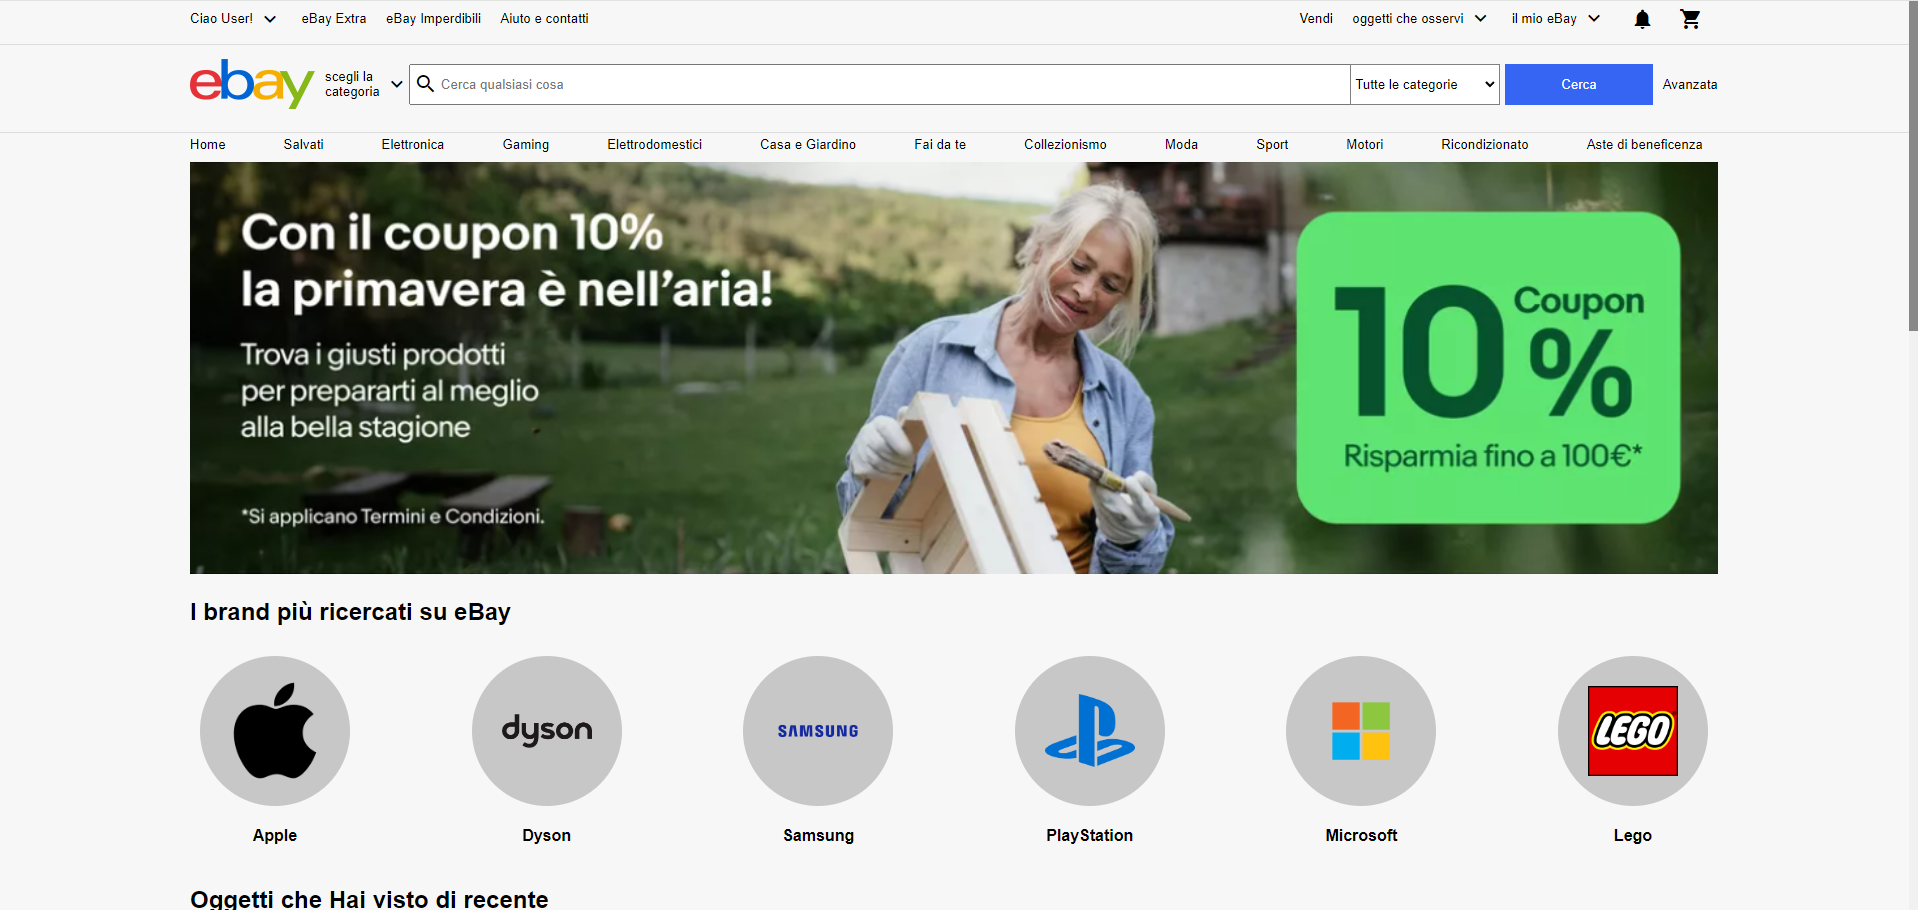 Ciao User! eBay Extra eBay Imperdibili Aiuto e contatti Vendi oggetti che osservi il mio eBay
ebay
scegli la
categoria
Cerca qualsiasi cosa Tutte le categorie Cerca Avanzata
Home Salvati Elettronica Gaming Elettrodomestici Casa e Giardino Fai da te Collezionismo Moda Sport Motori Ricondizionato Aste di beneficenza
Con il coupon 10%
la primavera è nell'aria!
Trova i giusti prodotti
per prepararti al meglio
alla bella stagione
*Si applicano Termini e Condizioni.
Coupon
10%
Risparmia fino a 100€*
I brand più ricercati su eBay
dyson SAMSUNG LEGO
Apple Dyson Samsung PlayStation Microsoft Lego
Oggetti che Hai visto di recente